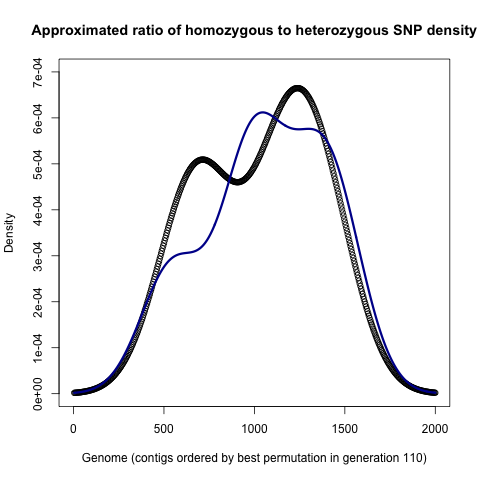 Approximated ratio of homozygous to heterozygous SNP density
7e-04
6e-04
5e-04
4e-04
3e-04
2e-04
1e-04
0e+00
Density
0 500 1000 1500 2000
Genome (contigs ordered by best permutation in generation 110)